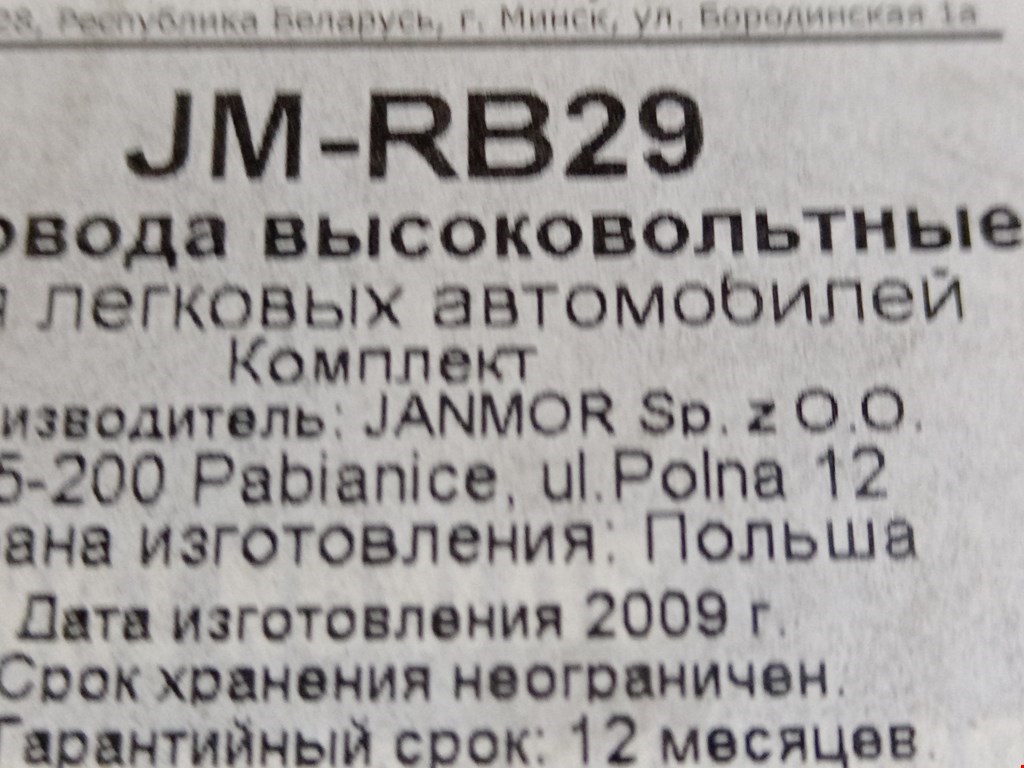 28, Республика Беларусь, г. Минск, ул. Бородинская 1а
JM-RB29
овода высоковольтные
я легковых автомобилей
Комплект
изводитель: JANMOR Sp. z O.O.
5-200 Pabianice, ul.Polna 12
ана изготовления: Польша
Дата изготовления 2009 г.
Срок хранения неограничен.
Гарантийный срок: 12 месяцев.